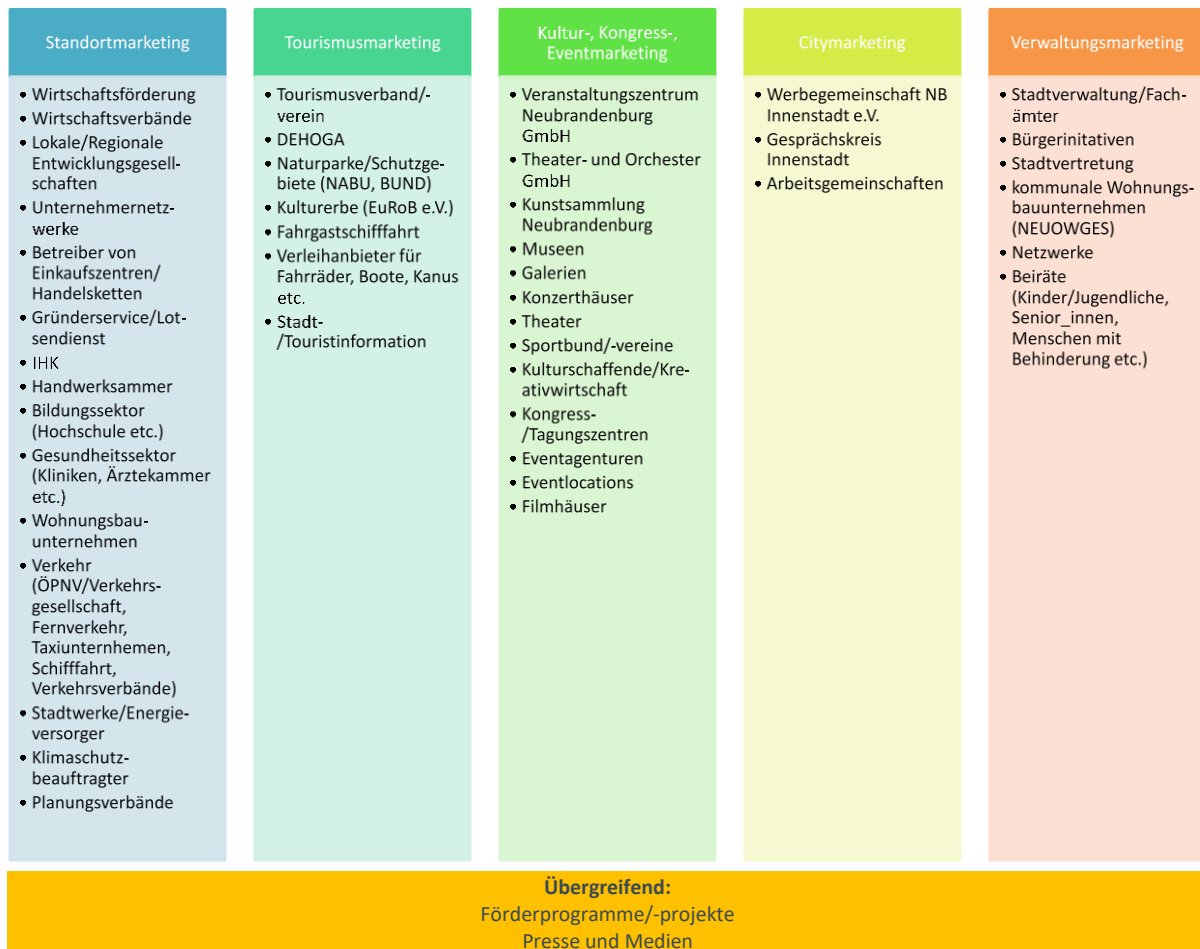 Standortmarketing
• Wirtschaftsförderung
• Wirtschaftsverbände
• Lokale/Regionale
Entwicklungsgesell-
schaften
• Unternehmernetz-
werke
• Betreiber von
Einkaufszentren/
Handelsketten
• Gründerservice/Lot-
sendienst
• IHK
• Handwerksammer
• Bildungssektor
(Hochschule etc.)
• Gesundheitssektor
(Kliniken, Ärztekammer
etc.)
• Wohnungsbau-
unternehmen
• Verkehr
(ÖPNV/Verkehrs-
gesellschaft,
Fernverkehr,
Taxiunternhemen,
Schifffahrt,
Verkehrsverbände)
• Stadtwerke/Energie-
versorger
• Klimaschutz-
beauftragter
• Planungsverbände
Tourismusmarketing
• Tourismusverband/-
verein
• DEHOGA
• Naturparke/Schutzge-
biete (NABU, BUND)
• Kulturerbe (EuRoB e.V.)
• Fahrgastschifffahrt
• Verleihanbieter für
Fahrräder, Boote, Kanus
etc.
• Stadt-
/Touristinformation
Kultur-, Kongress-,
Eventmarketing
• Veranstaltungszentrum
Neubrandenburg
GmbH
• Theater- und Orchester
GmbH
• Kunstsammlung
Neubrandenburg
• Museen
• Galerien
• Konzerthäuser
• Theater
• Sportbund/-vereine
• Kulturschaffende/Kre-
ativwirtschaft
• Kongress-
/Tagungszentren
• Eventagenturen
• Eventlocations
• Filmhäuser
Citymarketing
• Werbegemeinschaft NB
Innenstadt e.V.
• Gesprächskreis
Innenstadt
• Arbeitsgemeinschaften
Verwaltungsmarketing
• Stadtverwaltung/Fach-
ämter
• Bürgerinitativen
• Stadtvertretung
• kommunale Wohnungs-
bauunternehmen
(NEUOWGES)
• Netzwerke
• Beiräte
(Kinder/Jugendliche,
Senior_innen,
Menschen mit
Behinderung etc.)
Übergreifend:
Förderprogramme/-projekte
Presse und Medien